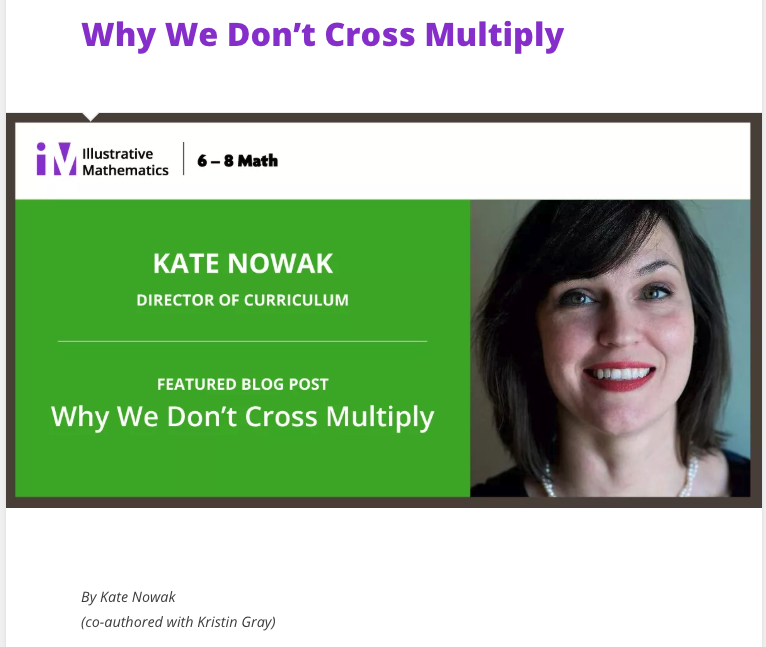 Why We Don’t Cross Multiply
Illustrative
Mathematics
6 – 8 Math
KATE NOWAK
DIRECTOR OF CURRICULUM
FEATURED BLOG POST
Why We Don’t Cross Multiply
By Kate Nowak
(co-authored with Kristin Gray)